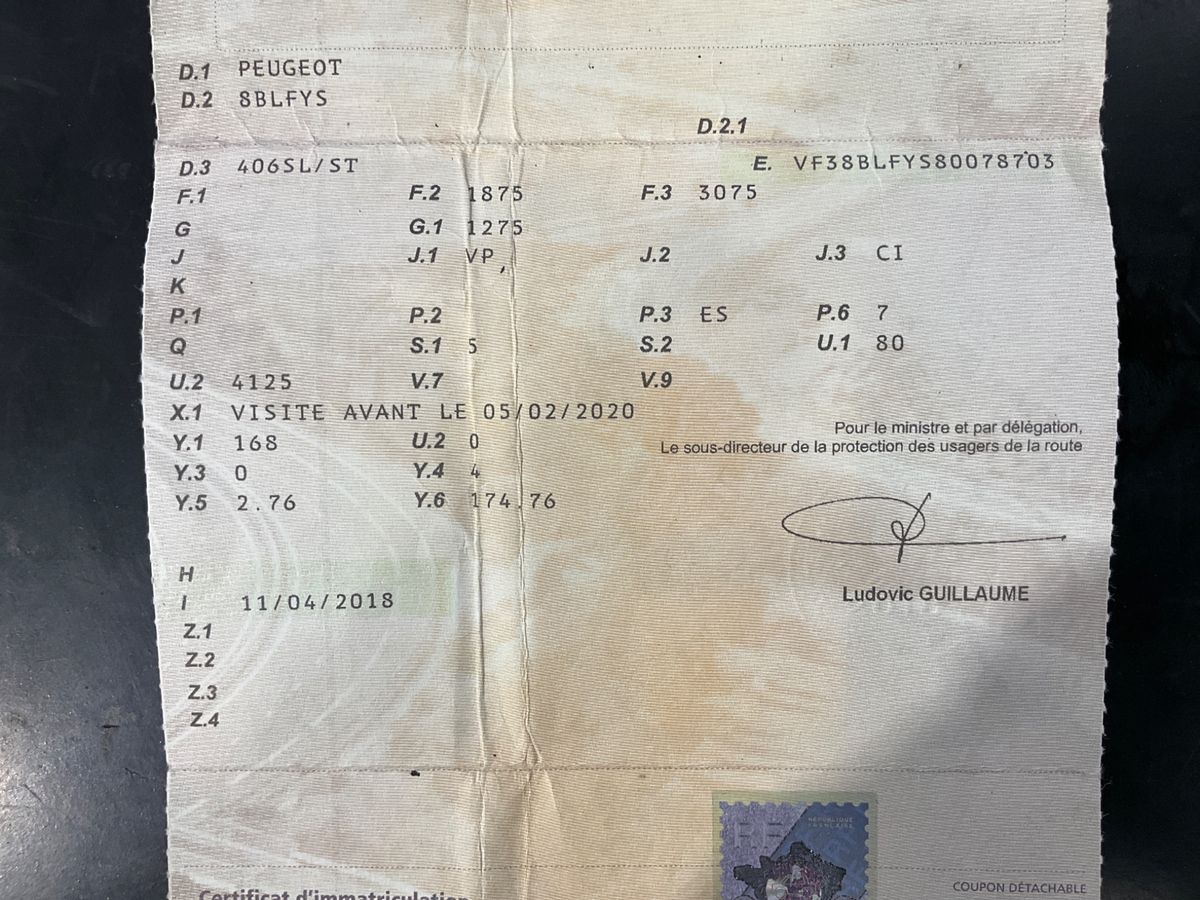 D.1 PEUGEOT
D.2 8BLFYS
D.2.1
D.3 406SL/ST E. VF38BLFYS80078703
F.1 F.2 1875 F.3 3075
G G.1 1275
J J.1 VP, J.2 J.3 CI
K
P.1 P.2 P.3 ES P.6 7
Q S.1 5 S.2 U.1 80
U.2 4125 V.7 V.9
X.1 VISITE AVANT LE 05/02/2020
Pour le ministre et par délégation,
Y.1 168 U.2 0
Le sous-directeur de la protection des usagers de la route
Y.3 0 Y.4 4
Y.5 2.76 Y.6 174.76
H
Ludovic GUILLAUME
I 11/04/2018
Z.1
Z.2
Z.3
Z.4
RÉPUBLIQUE
FRANÇAISE
COUPON DÉTACHABLE
Certificat d'immatriculation